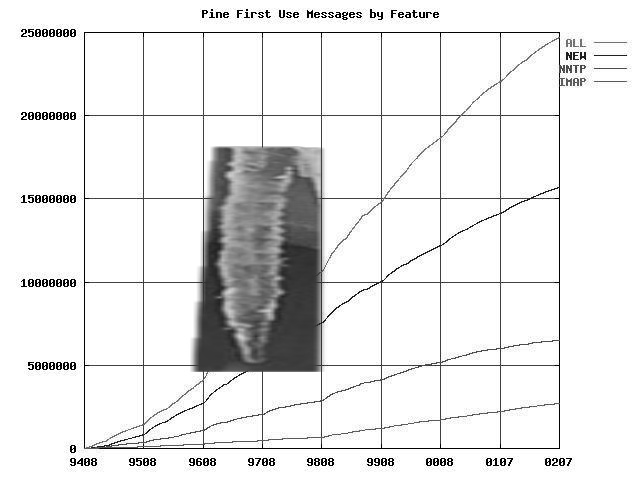 Pine First Use Messages by Feature
25000000
ALL
NEW
NNTP
IMAP
20000000
15000000
10000000
5000000
0
9408 9508 9608 9708 9808 9908 0008 0107 0207